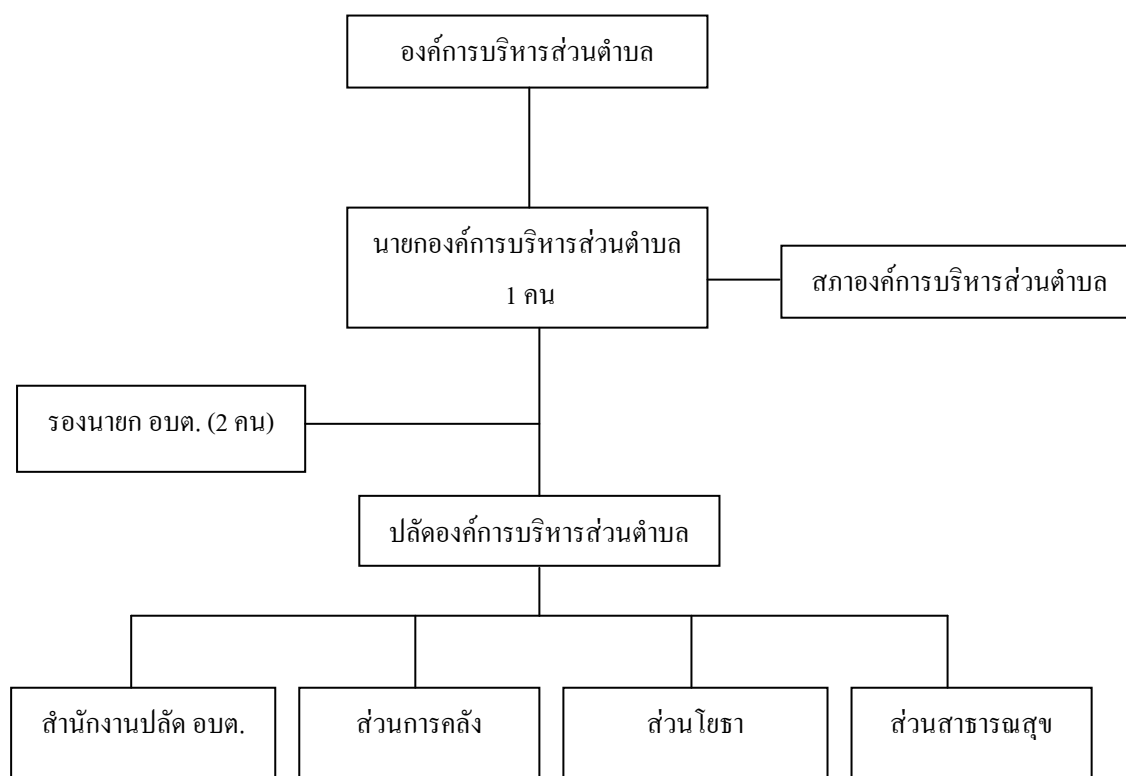 องค์การบริหารส่วนตำบล
นายกองค์การบริหารส่วนตำบล
1 คน
สภาองค์การบริหารส่วนตำบล
รองนายก อบต. (2 คน)
ปลัดองค์การบริหารส่วนตำบล
สำนักงานปลัด อบต.
ส่วนการคลัง
ส่วนโยธา
ส่วนสาธารณสุข